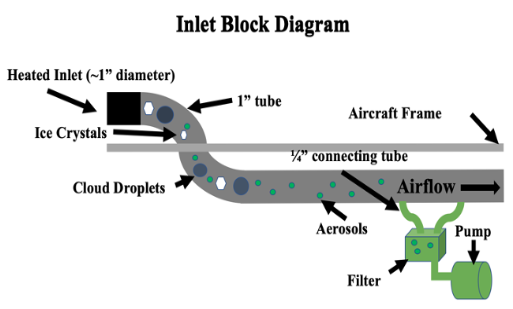 Inlet Block Diagram
Heated Inlet (~1” diameter)
1” tube
Aircraft Frame
Ice Crystals
¼” connecting tube
Cloud Droplets
Airflow
Aerosols
Pump
Filter